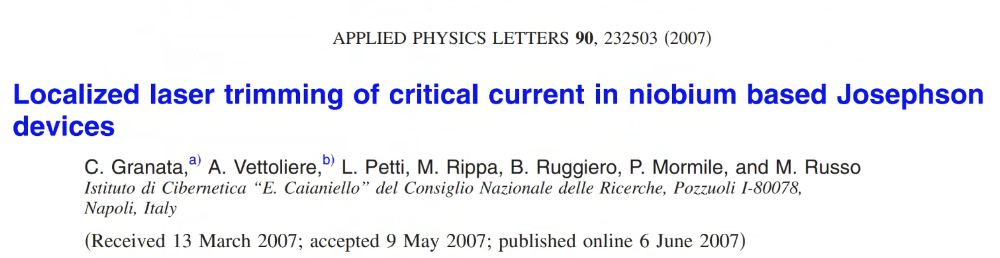 APPLIED PHYSICS LETTERS 90, 232503 (2007)
Localized laser trimming of critical current in niobium based Josephson
devices
C. Granata,a) A. Vettoliere,b) L. Petti, M. Rippa, B. Ruggiero, P. Mormile, and M. Russo
Istituto di Cibernetica “E. Caianiello” del Consiglio Nazionale delle Ricerche, Pozzuoli I-80078,
Napoli, Italy
(Received 13 March 2007; accepted 9 May 2007; published online 6 June 2007)